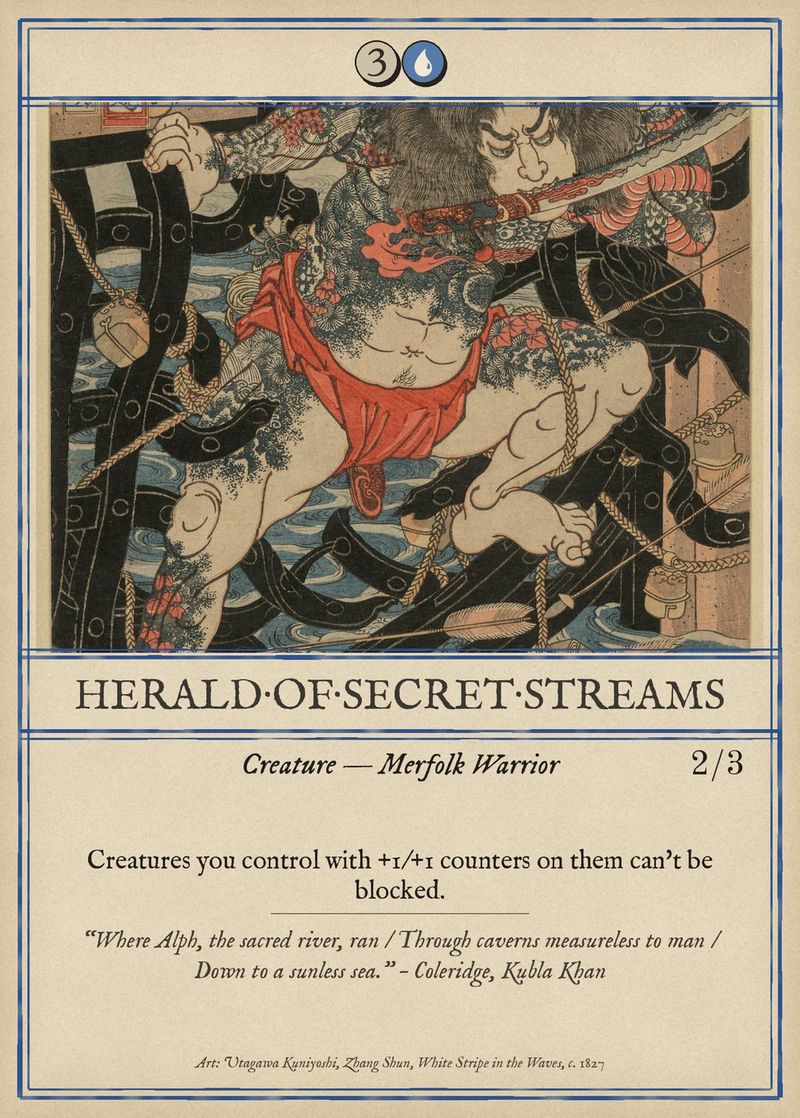 3
HERALD·OF·SECRET·STREAMS
Creature — Merfolk Warrior 2/3
Creatures you control with +1/+1 counters on them can't be
blocked.
"Where Alph, the sacred river, ran / Through caverns measureless to man /
Down to a sunless sea." - Coleridge, Kubla Khan
Art: Utagawa Kuniyoshi, Zhang Shun, White Stripe in the Waves, c. 1827